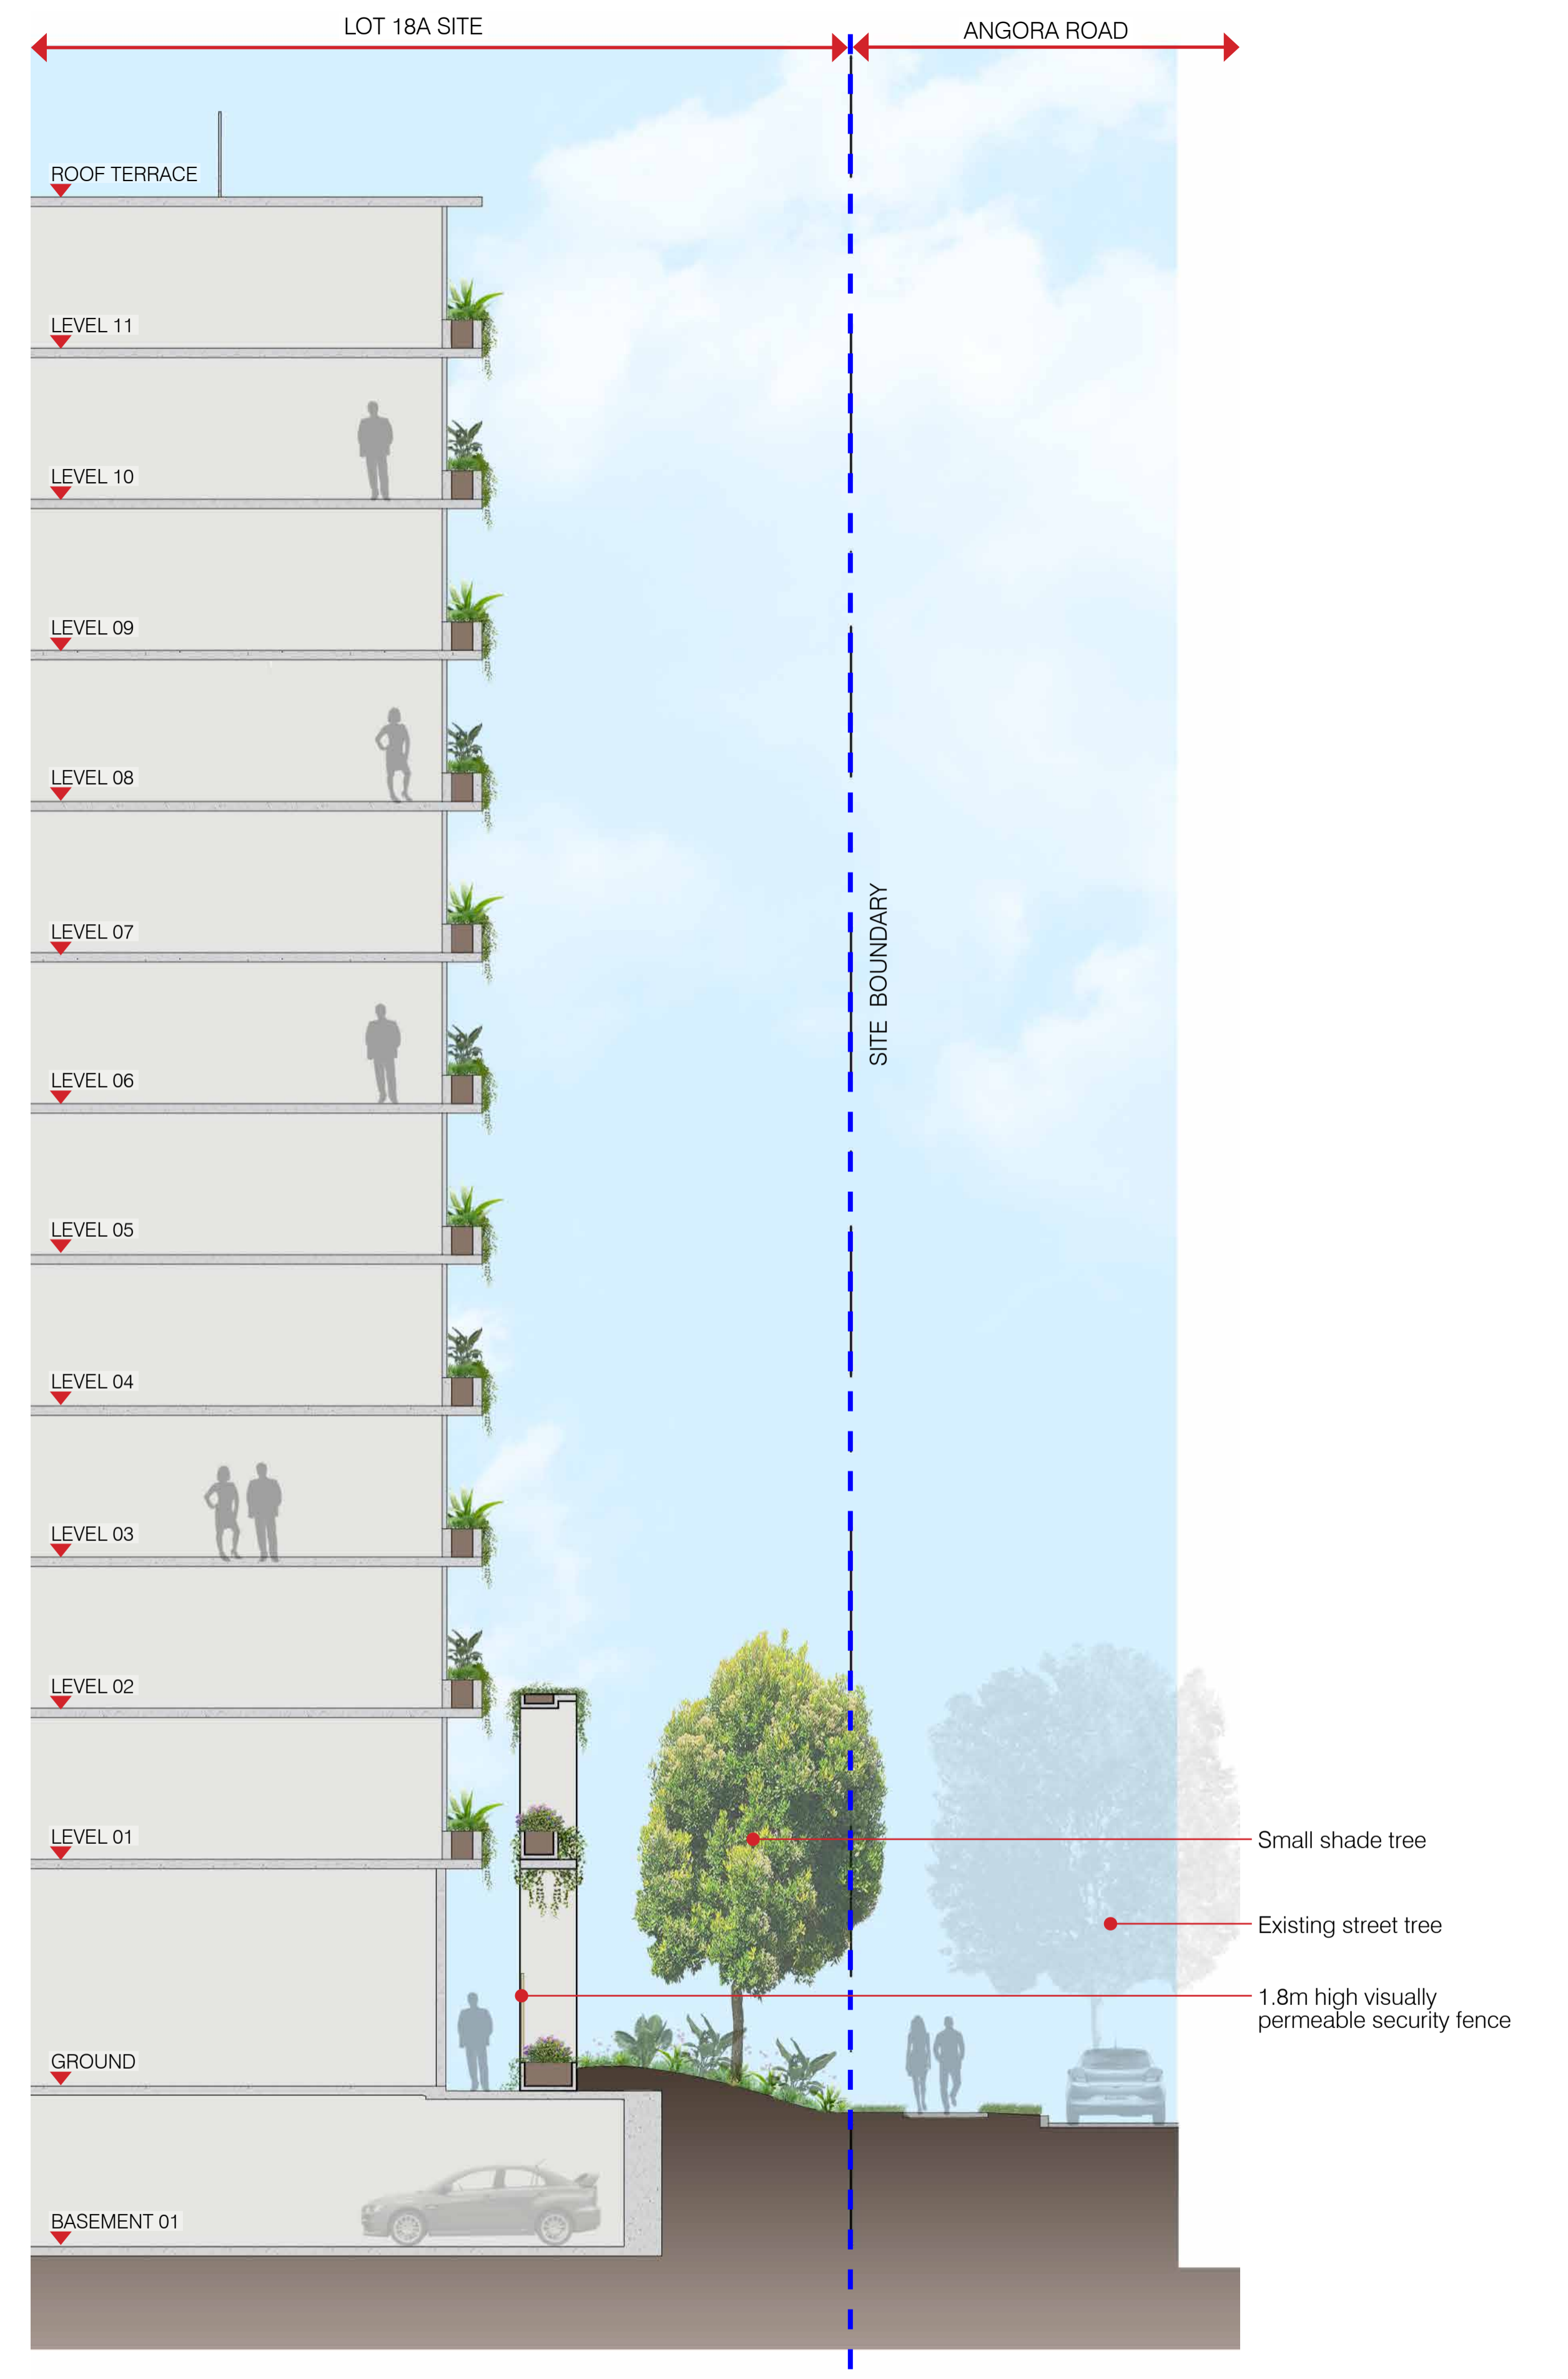 LOT 18A SITE
ANGORA ROAD
ROOF TERRACE
LEVEL 11
LEVEL 10
LEVEL 09
LEVEL 08
LEVEL 07
SITE BOUNDARY
LEVEL 06
LEVEL 05
LEVEL 04
LEVEL 03
LEVEL 02
LEVEL 01
Small shade tree
Existing street tree
1.8m high visually
permeable security fence
GROUND
BASEMENT 01